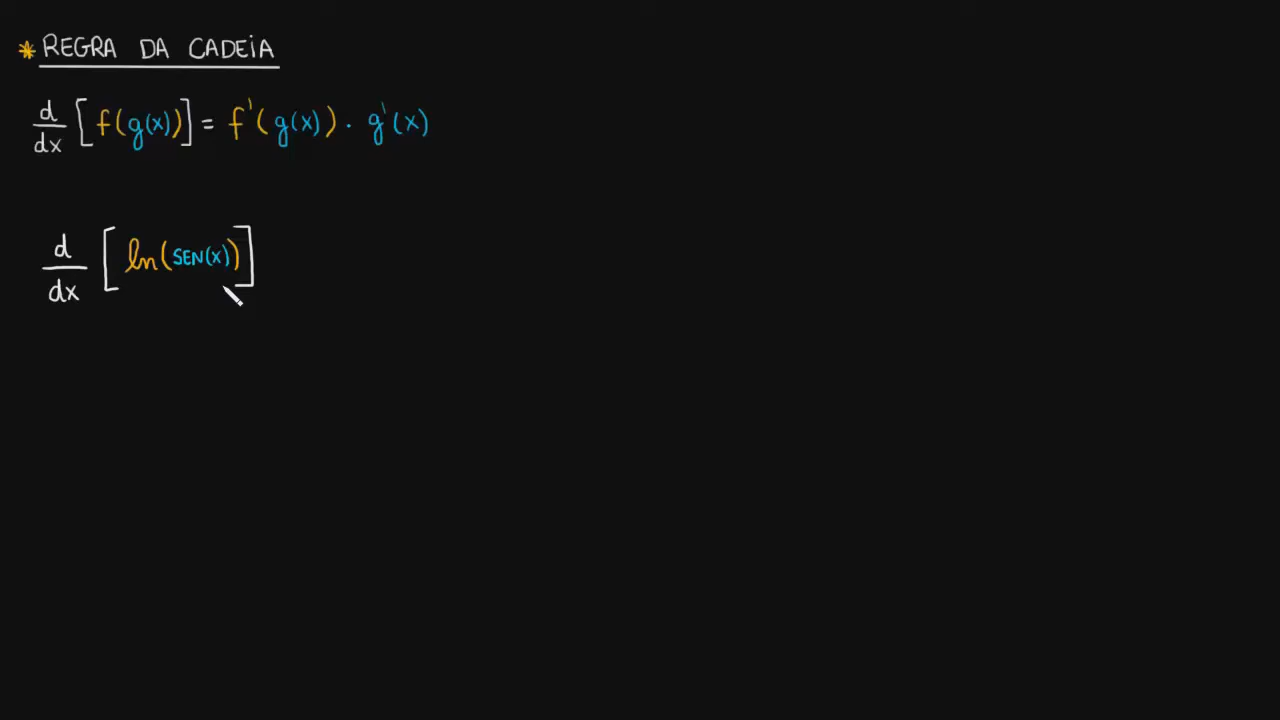 * REGRA DA CADEIA
d/dx [f(g(x))] = f'(g(x)) · g'(x)
d/dx [ln(SEN(x))]